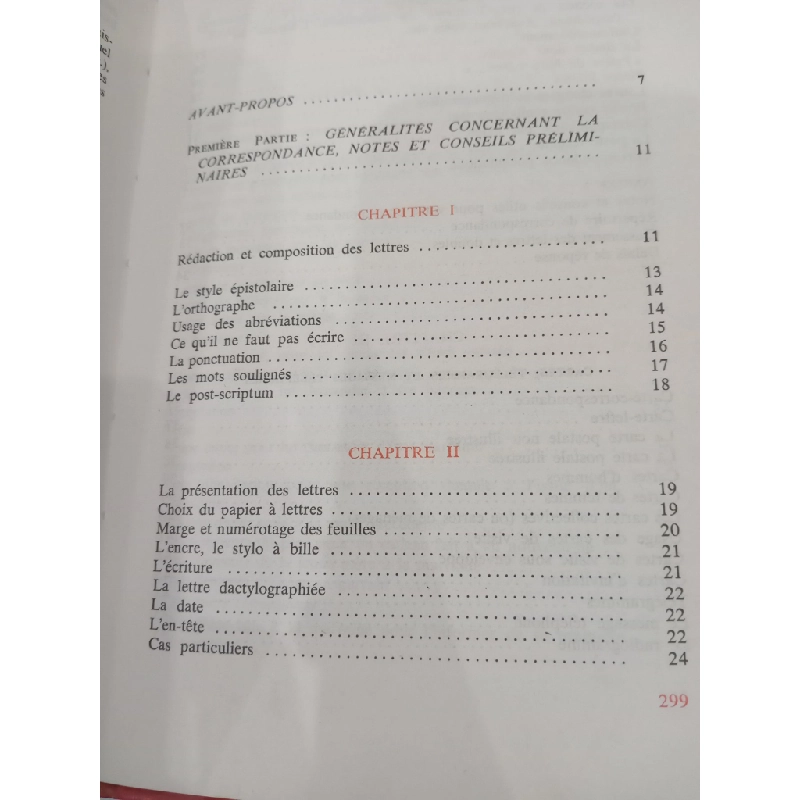 AVANT-PROPOS ........................................ 7
PREMIÈRE PARTIE : GÉNÉRALITÉS CONCERNANT LA
CORRESPONDANCE, NOTES ET CONSEILS PRÉLIMI-
NAIRES ........................................ 11
CHAPITRE I
Rédaction et composition des lettres ........................ 11
Le style épistolaire ........................................ 13
L'orthographe ........................................ 14
Usage des abréviations ................................ 14
Ce qu'il ne faut pas écrire ................................ 15
La ponctuation ........................................ 16
Les mots soulignés ................................ 17
Le post-scriptum ........................................ 18
CHAPITRE II
La présentation des lettres ................................ 19
Choix du papier à lettres ................................ 19
Marge et numérotage des feuilles ........................ 20
L'encre, le stylo à bille ................................ 21
L'écriture ........................................ 21
La lettre dactylographiée ................................ 22
La date ........................................ 22
L'en-tête ........................................ 22
Cas particuliers ........................................ 24
299